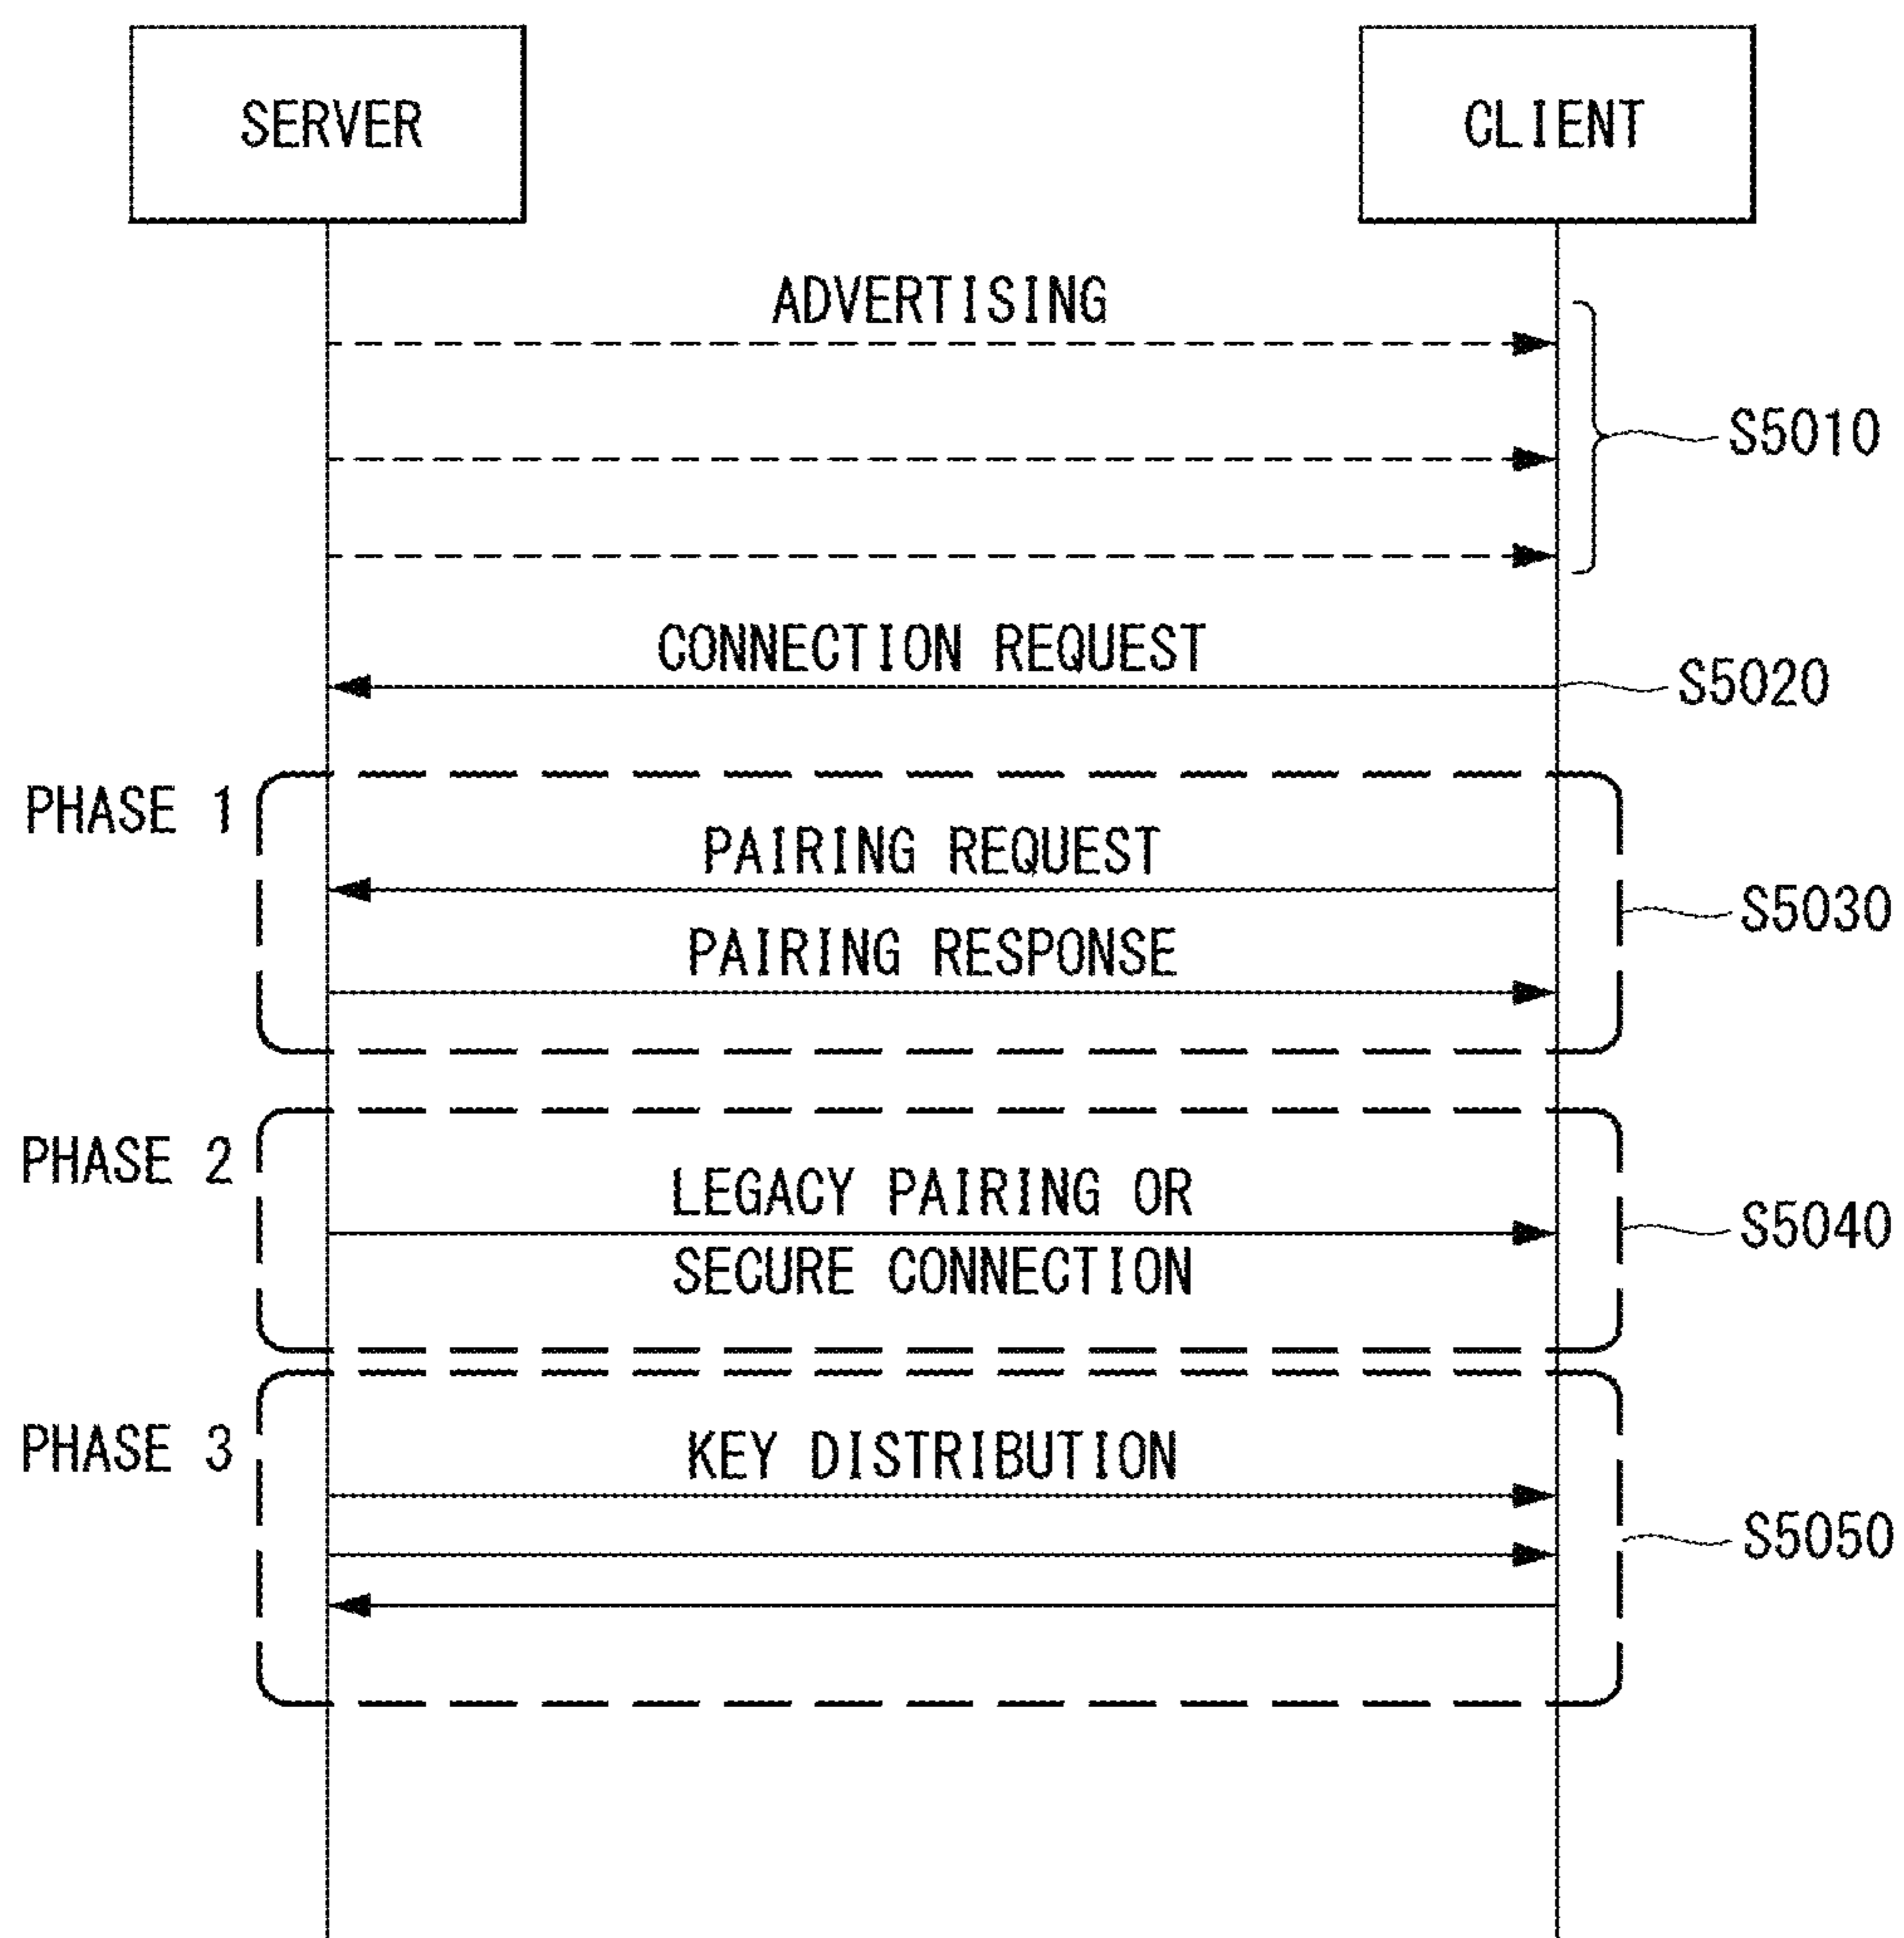 SERVER
CLIENT
ADVERTISING
S5010
CONNECTION REQUEST
S5020
PHASE 1
PAIRING REQUEST
S5030
PAIRING RESPONSE
PHASE 2
LEGACY PAIRING OR
SECURE CONNECTION
S5040
PHASE 3
KEY DISTRIBUTION
S5050